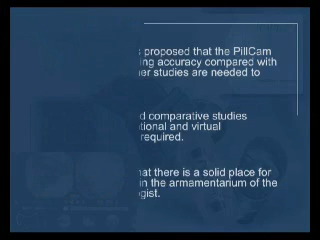 proposed that the PillCam
ing accuracy compared with
er studies are needed to
d comparative studies
tional and virtual
required.
hat there is a solid place for
in the armamentarium of the
gist.